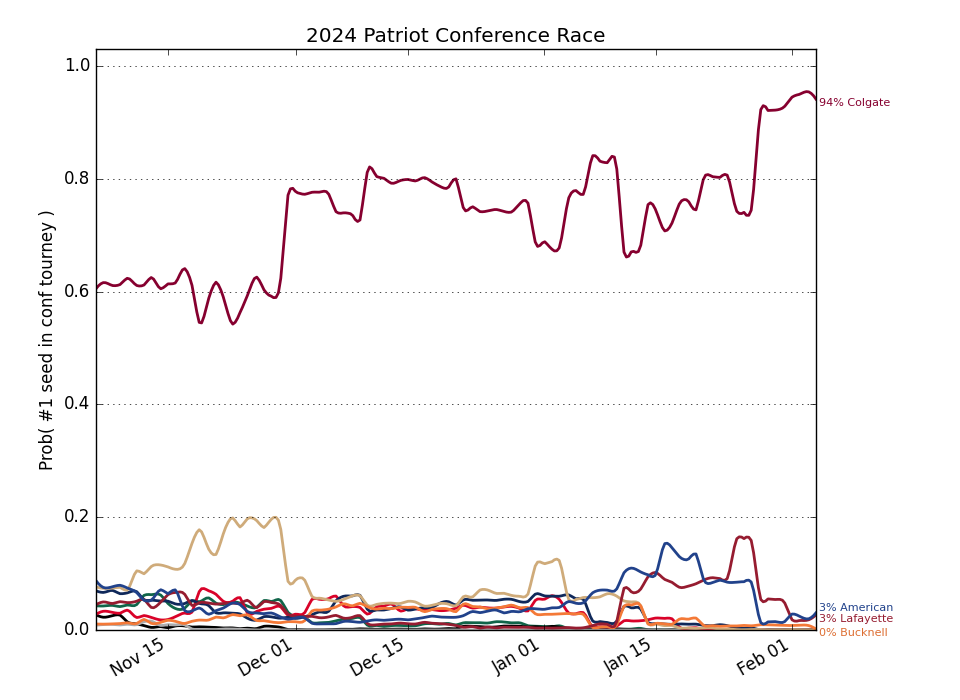 2024 Patriot Conference Race
Prob( #1 seed in conf tourney )
1.0
0.8
0.6
0.4
0.2
0.0
94% Colgate
3% American
3% Lafayette
0% Bucknell
Nov 15
Dec 01
Dec 15
Jan 01
Jan 15
Feb 01